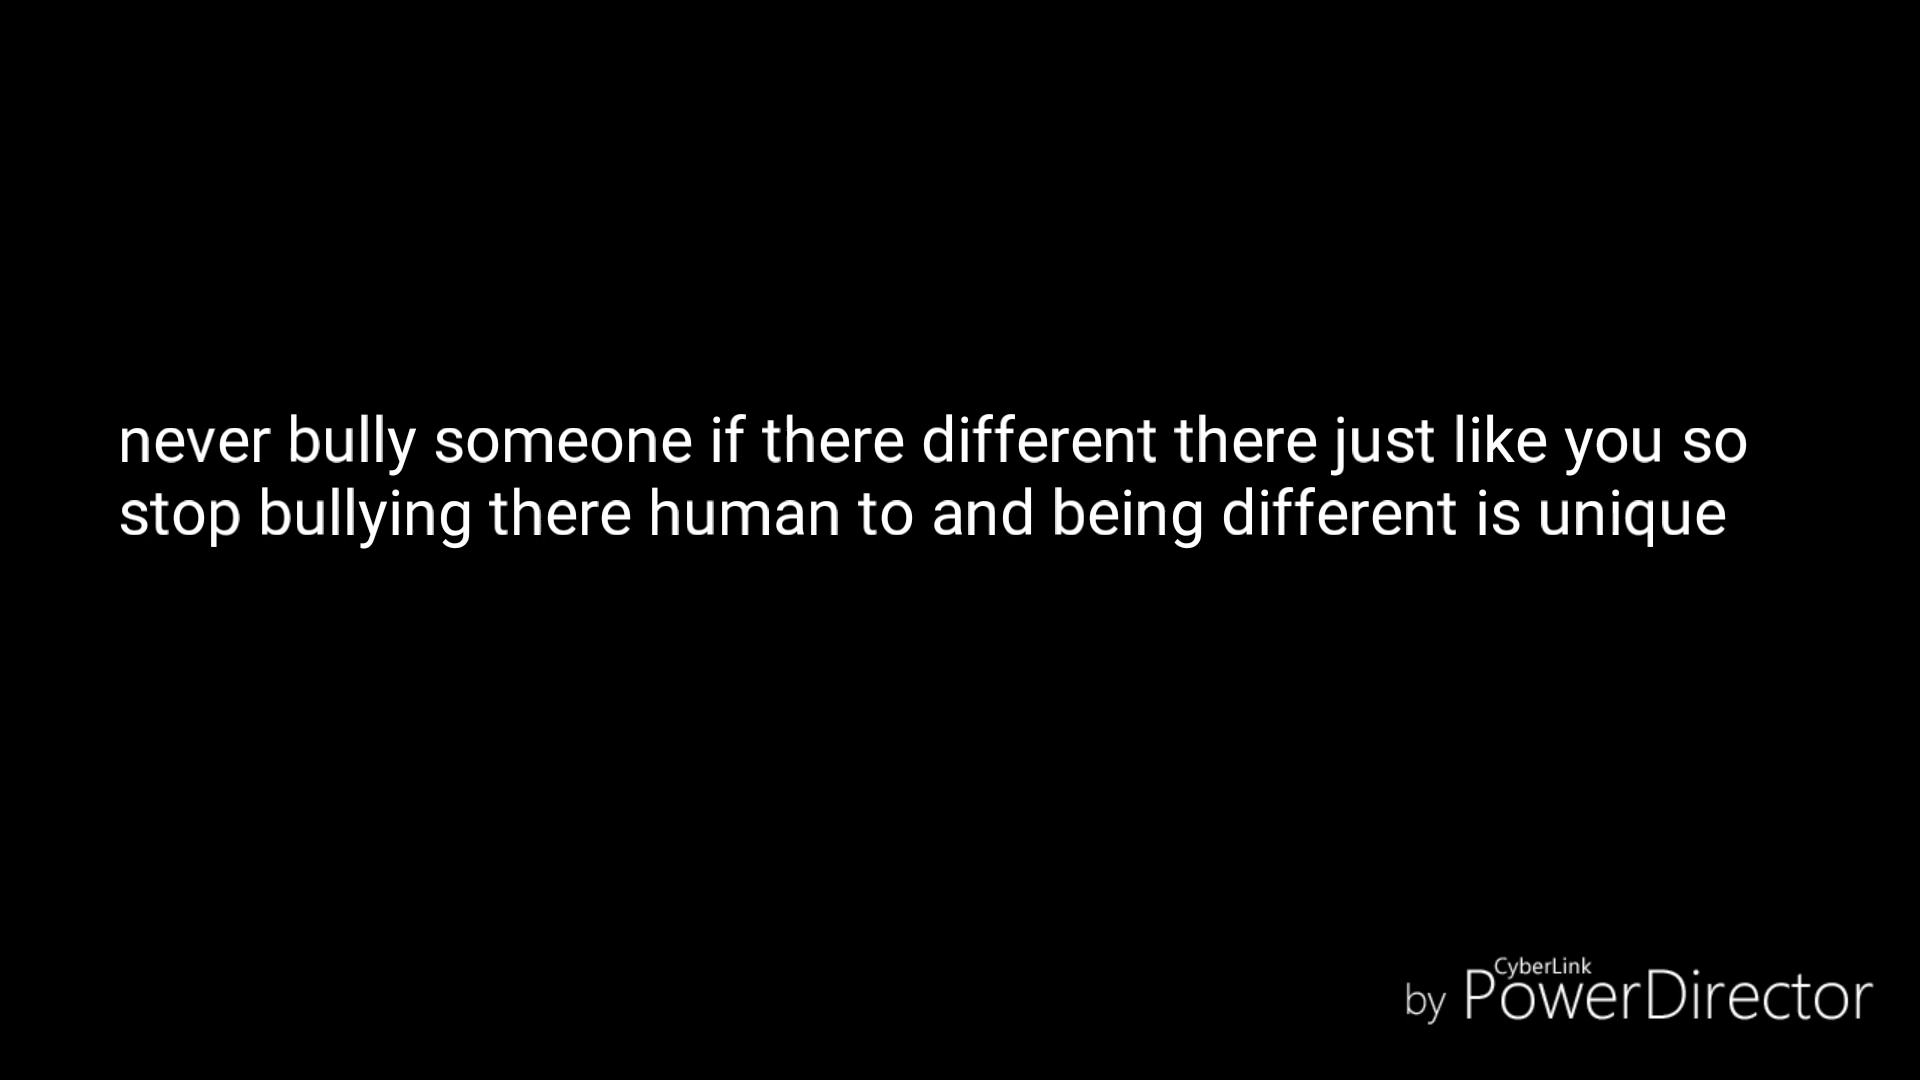 never bully someone if there different there just like you so
stop bullying there human to and being different is unique
by CyberLink PowerDirector